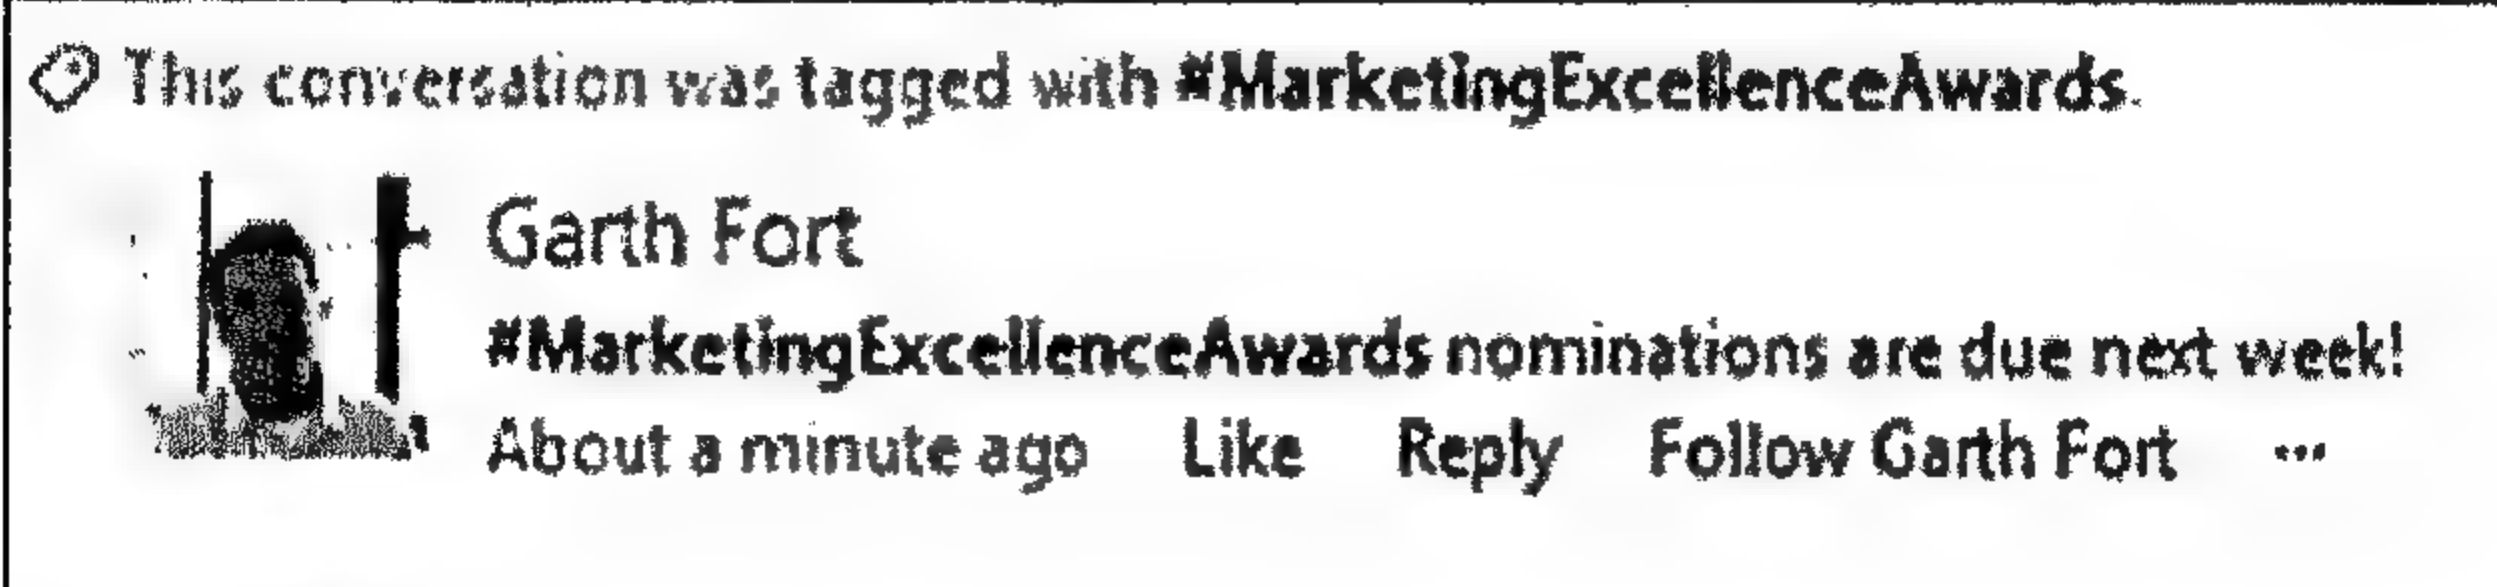 This conversation was tagged with #MarketingExcellenceAwards.
Garth Fort
#MarketingExcellenceAwards nominations are due next week!
About a minute ago Like Reply Follow Garth Fort ...